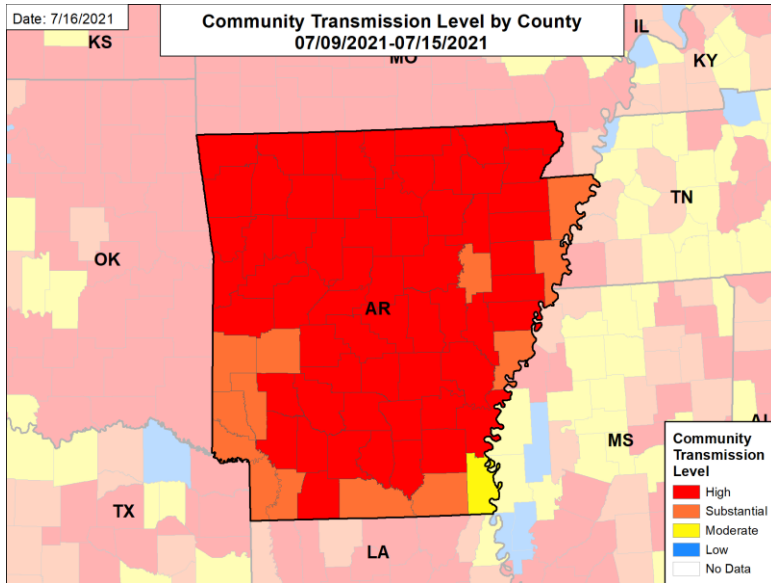 Date: 7/16/2021
Community Transmission Level by County
07/09/2021-07/15/2021
KS
MO
IL
KY
TN
OK
AR
MS
AL
TX
LA
Community
Transmission
Level
High
Substantial
Moderate
Low
No Data